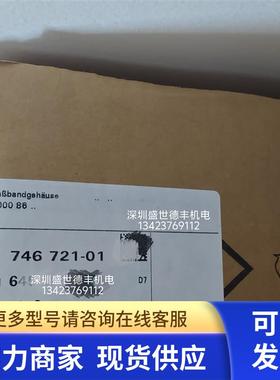 ßbandgehäuse
000 86 ..
深圳盛世德丰机电
13423769112
746 721-01
深圳盛世德丰机电
13423769112
64
D7
更多型号请咨询在线客服
力商家 现货供应